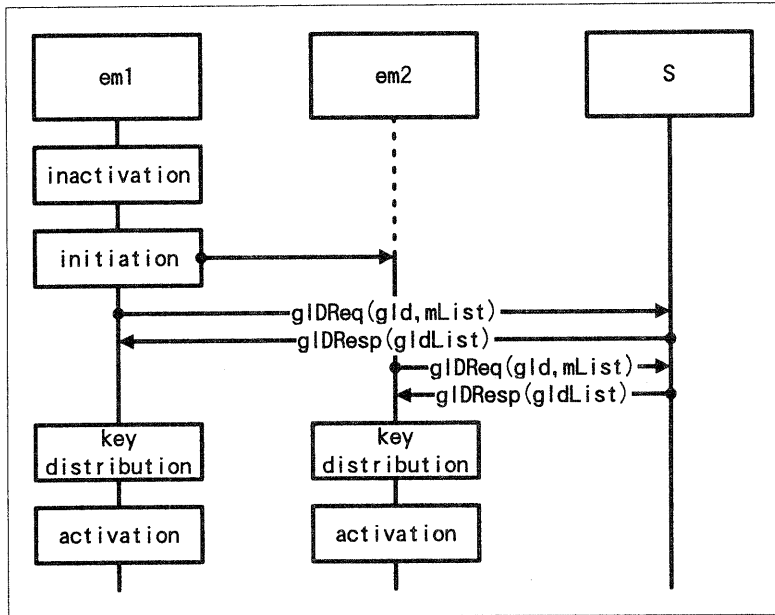 em1
em2
S
inactivation
initiation
gIDReq(gId,mList)
gIDResp(gIdList)
gIDReq(gId,mList)
gIDResp(gIdList)
key
distribution
key
distribution
activation
activation